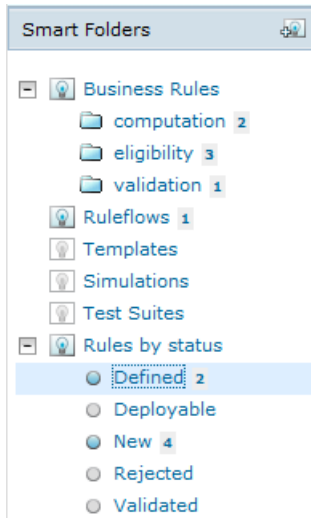 Smart Folders
Business Rules
computation 2
eligibility 3
validation 1
Ruleflows 1
Templates
Simulations
Test Suites
Rules by status
Defined 2
Deployable
New 4
Rejected
Validated